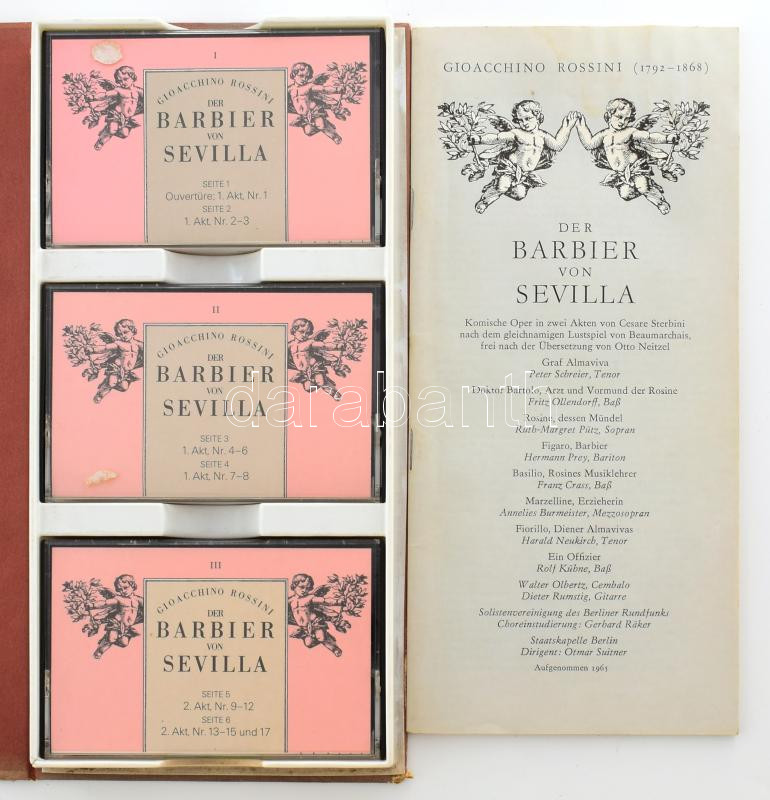 I
GIOACCHINO ROSSINI
DER
BARBIER
VON
SEVILLA
SEITE 1
Ouvertüre; 1. Akt, Nr. 1
SEITE 2
1. Akt, Nr. 2–3
II
GIOACCHINO ROSSINI
DER
BARBIER
VON
SEVILLA
SEITE 3
1. Akt, Nr. 4–6
SEITE 4
1. Akt, Nr. 7–8
III
GIOACCHINO ROSSINI
DER
BARBIER
VON
SEVILLA
SEITE 5
2. Akt, Nr. 9–12
SEITE 6
2. Akt, Nr. 13–15 und 17
GIOACCHINO ROSSINI (1792–1868)
DER
BARBIER
VON
SEVILLA
Komische Oper in zwei Akten von Cesare Sterbini
nach dem gleichnamigen Lustspiel von Beaumarchais,
frei nach der Übersetzung von Otto Neitzel
Graf Almaviva
Peter Schreier, Tenor
Doktor Bartolo, Arzt und Vormund der Rosine
Fritz Ollendorff, Baß
Rosine, dessen Mündel
Ruth-Margret Pütz, Sopran
Figaro, Barbier
Hermann Prey, Bariton
Basilio, Rosines Musiklehrer
Franz Crass, Baß
Marzelline, Erzieherin
Annelies Burmeister, Mezzosopran
Fiorillo, Diener Almavivas
Harald Neukirch, Tenor
Ein Offizier
Rolf Kühne, Baß
Walter Olbertz, Cembalo
Dieter Rumstig, Gitarre
Solistenvereinigung des Berliner Rundfunks
Choreinstudierung: Gerhard Räker
Staatskapelle Berlin
Dirigent: Otmar Suitner
Aufgenommen 1965
darabanth